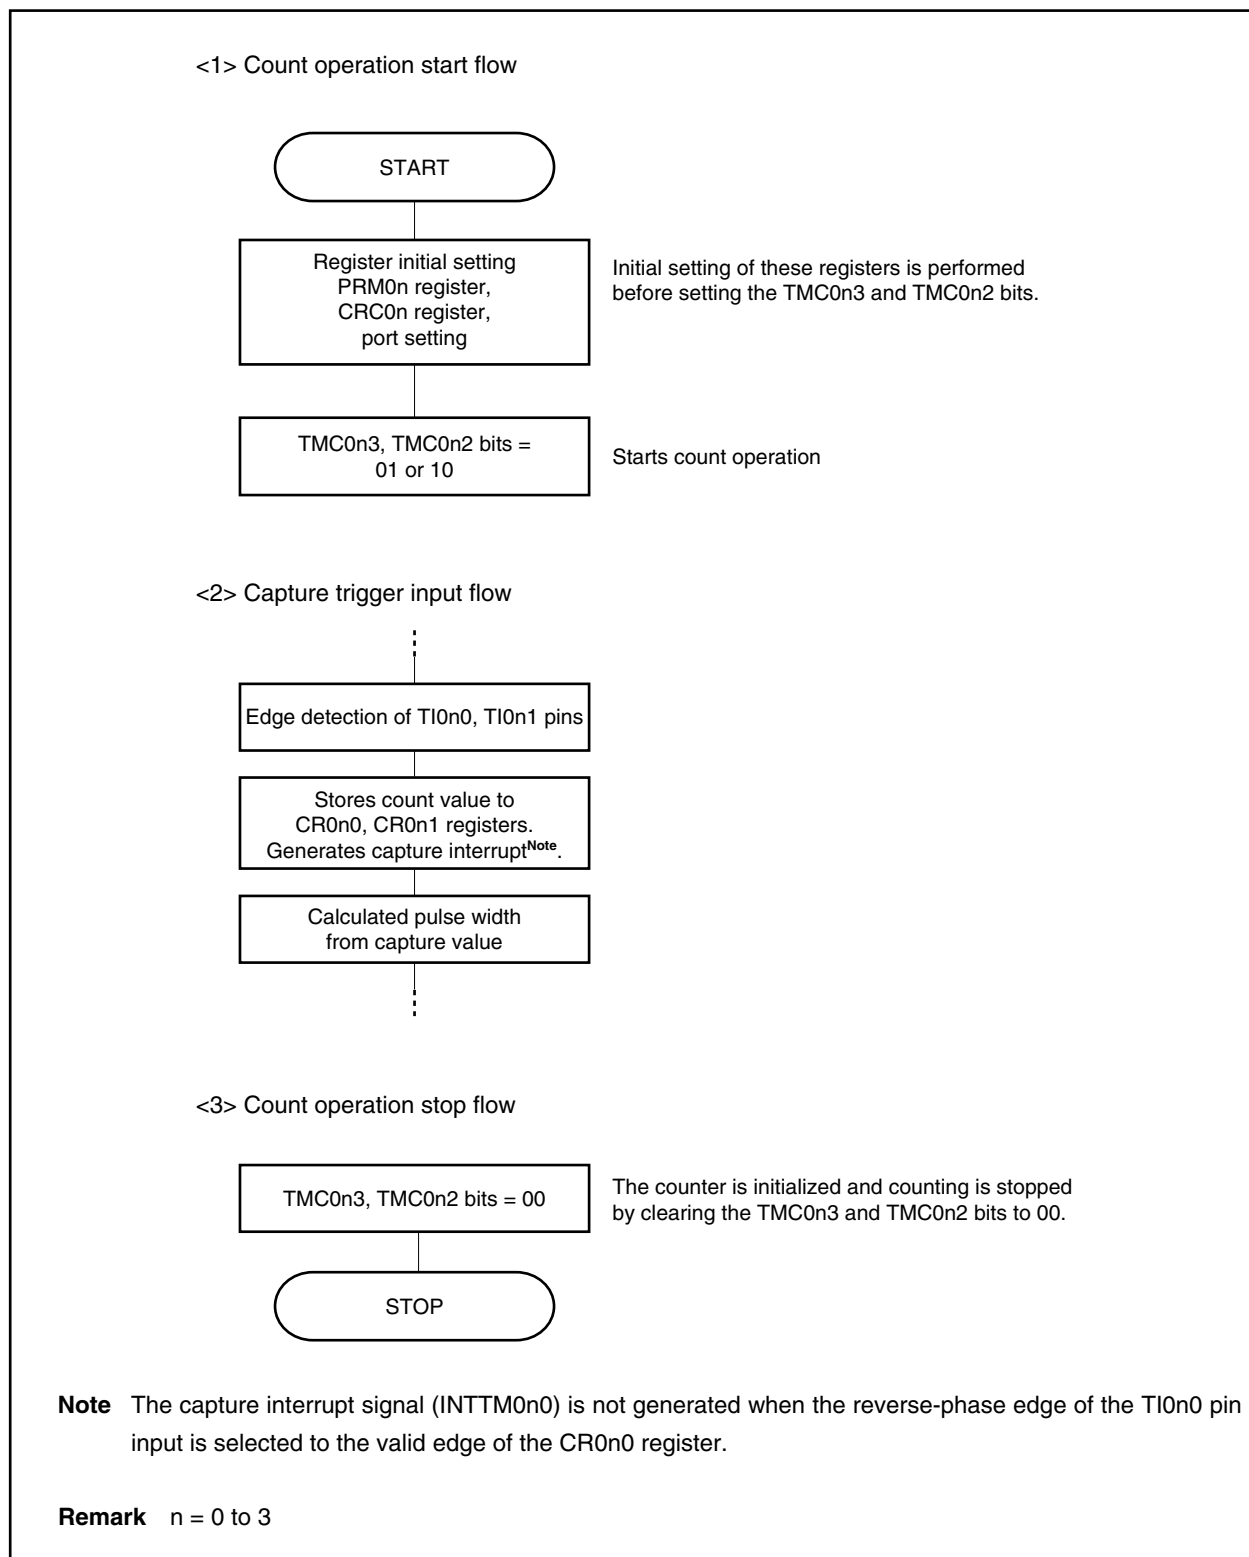 <1> Count operation start flow
START
Register initial setting
PRM0n register,
CRC0n register,
port setting
Initial setting of these registers is performed
before setting the TMC0n3 and TMC0n2 bits.
TMC0n3, TMC0n2 bits =
01 or 10
Starts count operation
<2> Capture trigger input flow
Edge detection of TI0n0, TI0n1 pins
Stores count value to
CR0n0, CR0n1 registers.
Generates capture interruptNote.
Calculated pulse width
from capture value
<3> Count operation stop flow
TMC0n3, TMC0n2 bits = 00
The counter is initialized and counting is stopped
by clearing the TMC0n3 and TMC0n2 bits to 00.
STOP
Note The capture interrupt signal (INTTM0n0) is not generated when the reverse-phase edge of the TI0n0 pin
input is selected to the valid edge of the CR0n0 register.
Remark n = 0 to 3